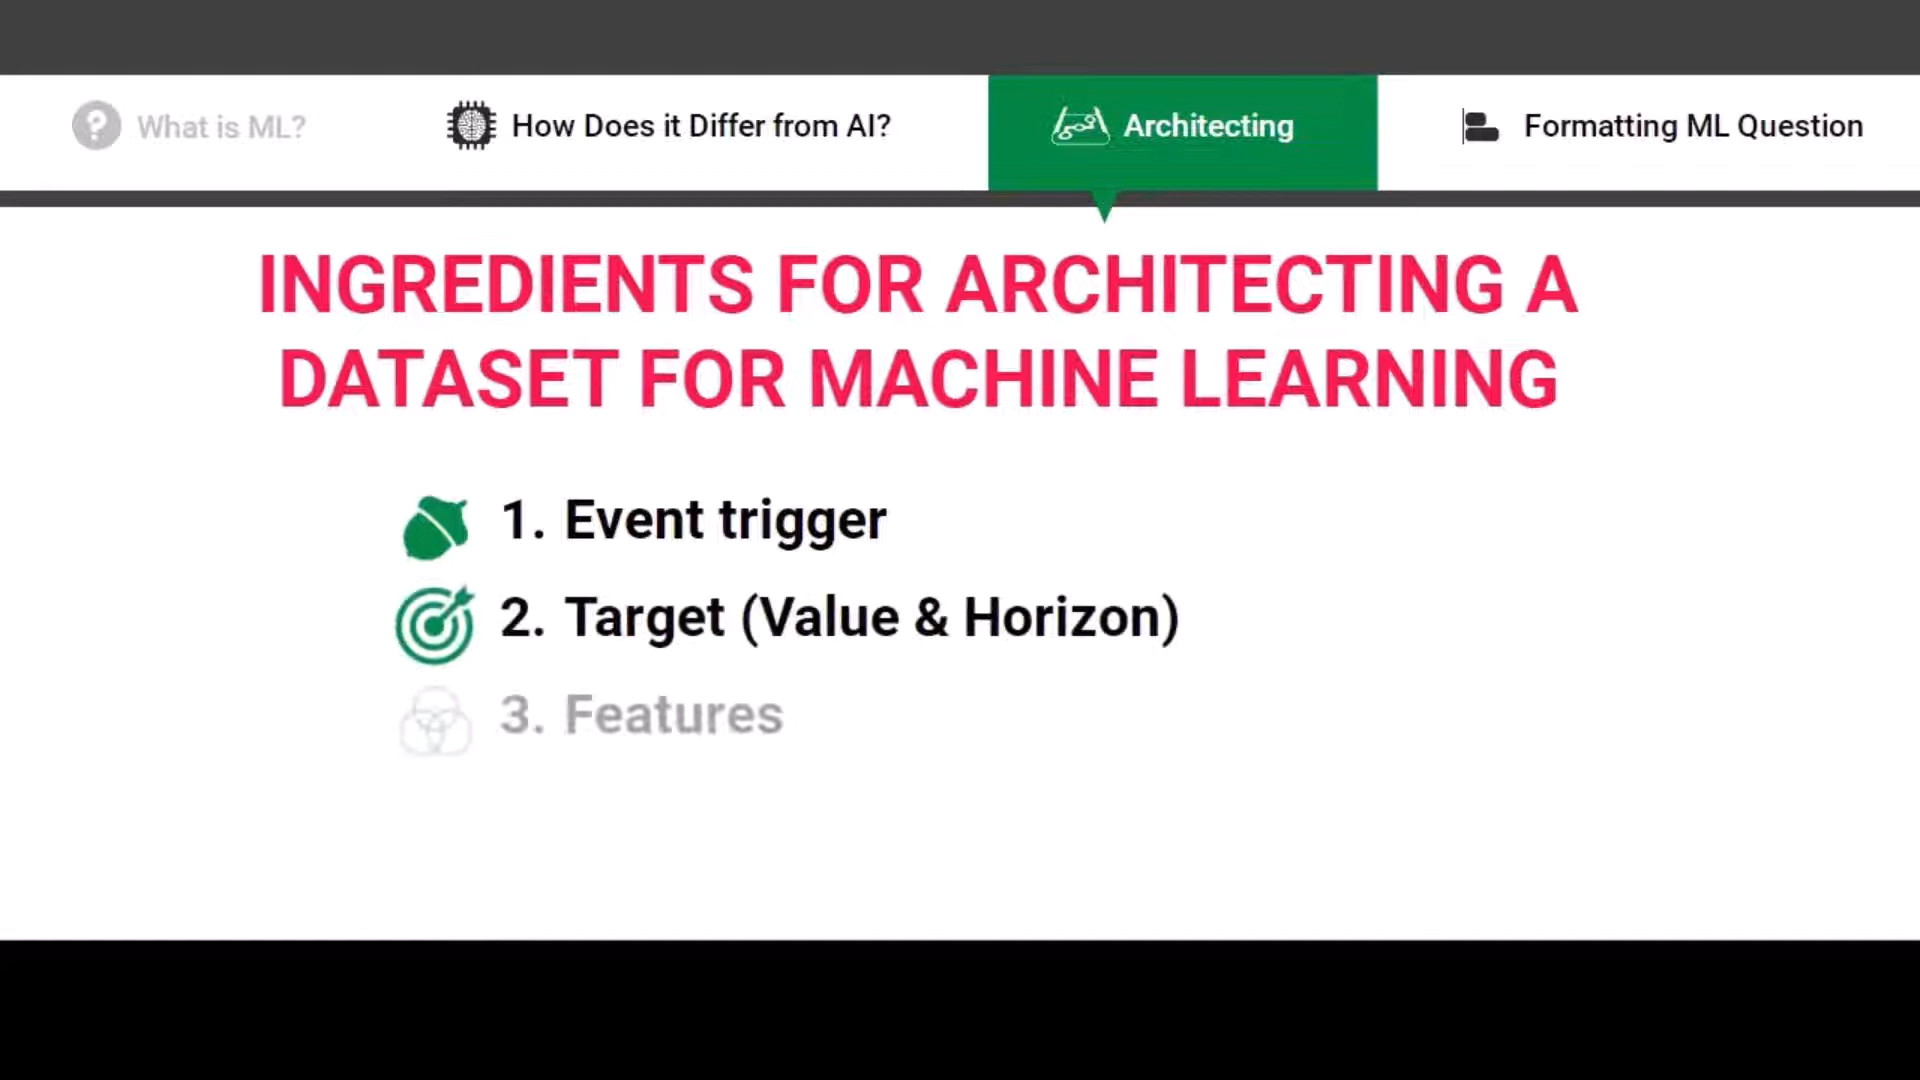 What is ML?
How Does it Differ from AI?
Architecting
Formatting ML Question
INGREDIENTS FOR ARCHITECTING A
DATASET FOR MACHINE LEARNING
1. Event trigger
2. Target (Value & Horizon)
3. Features